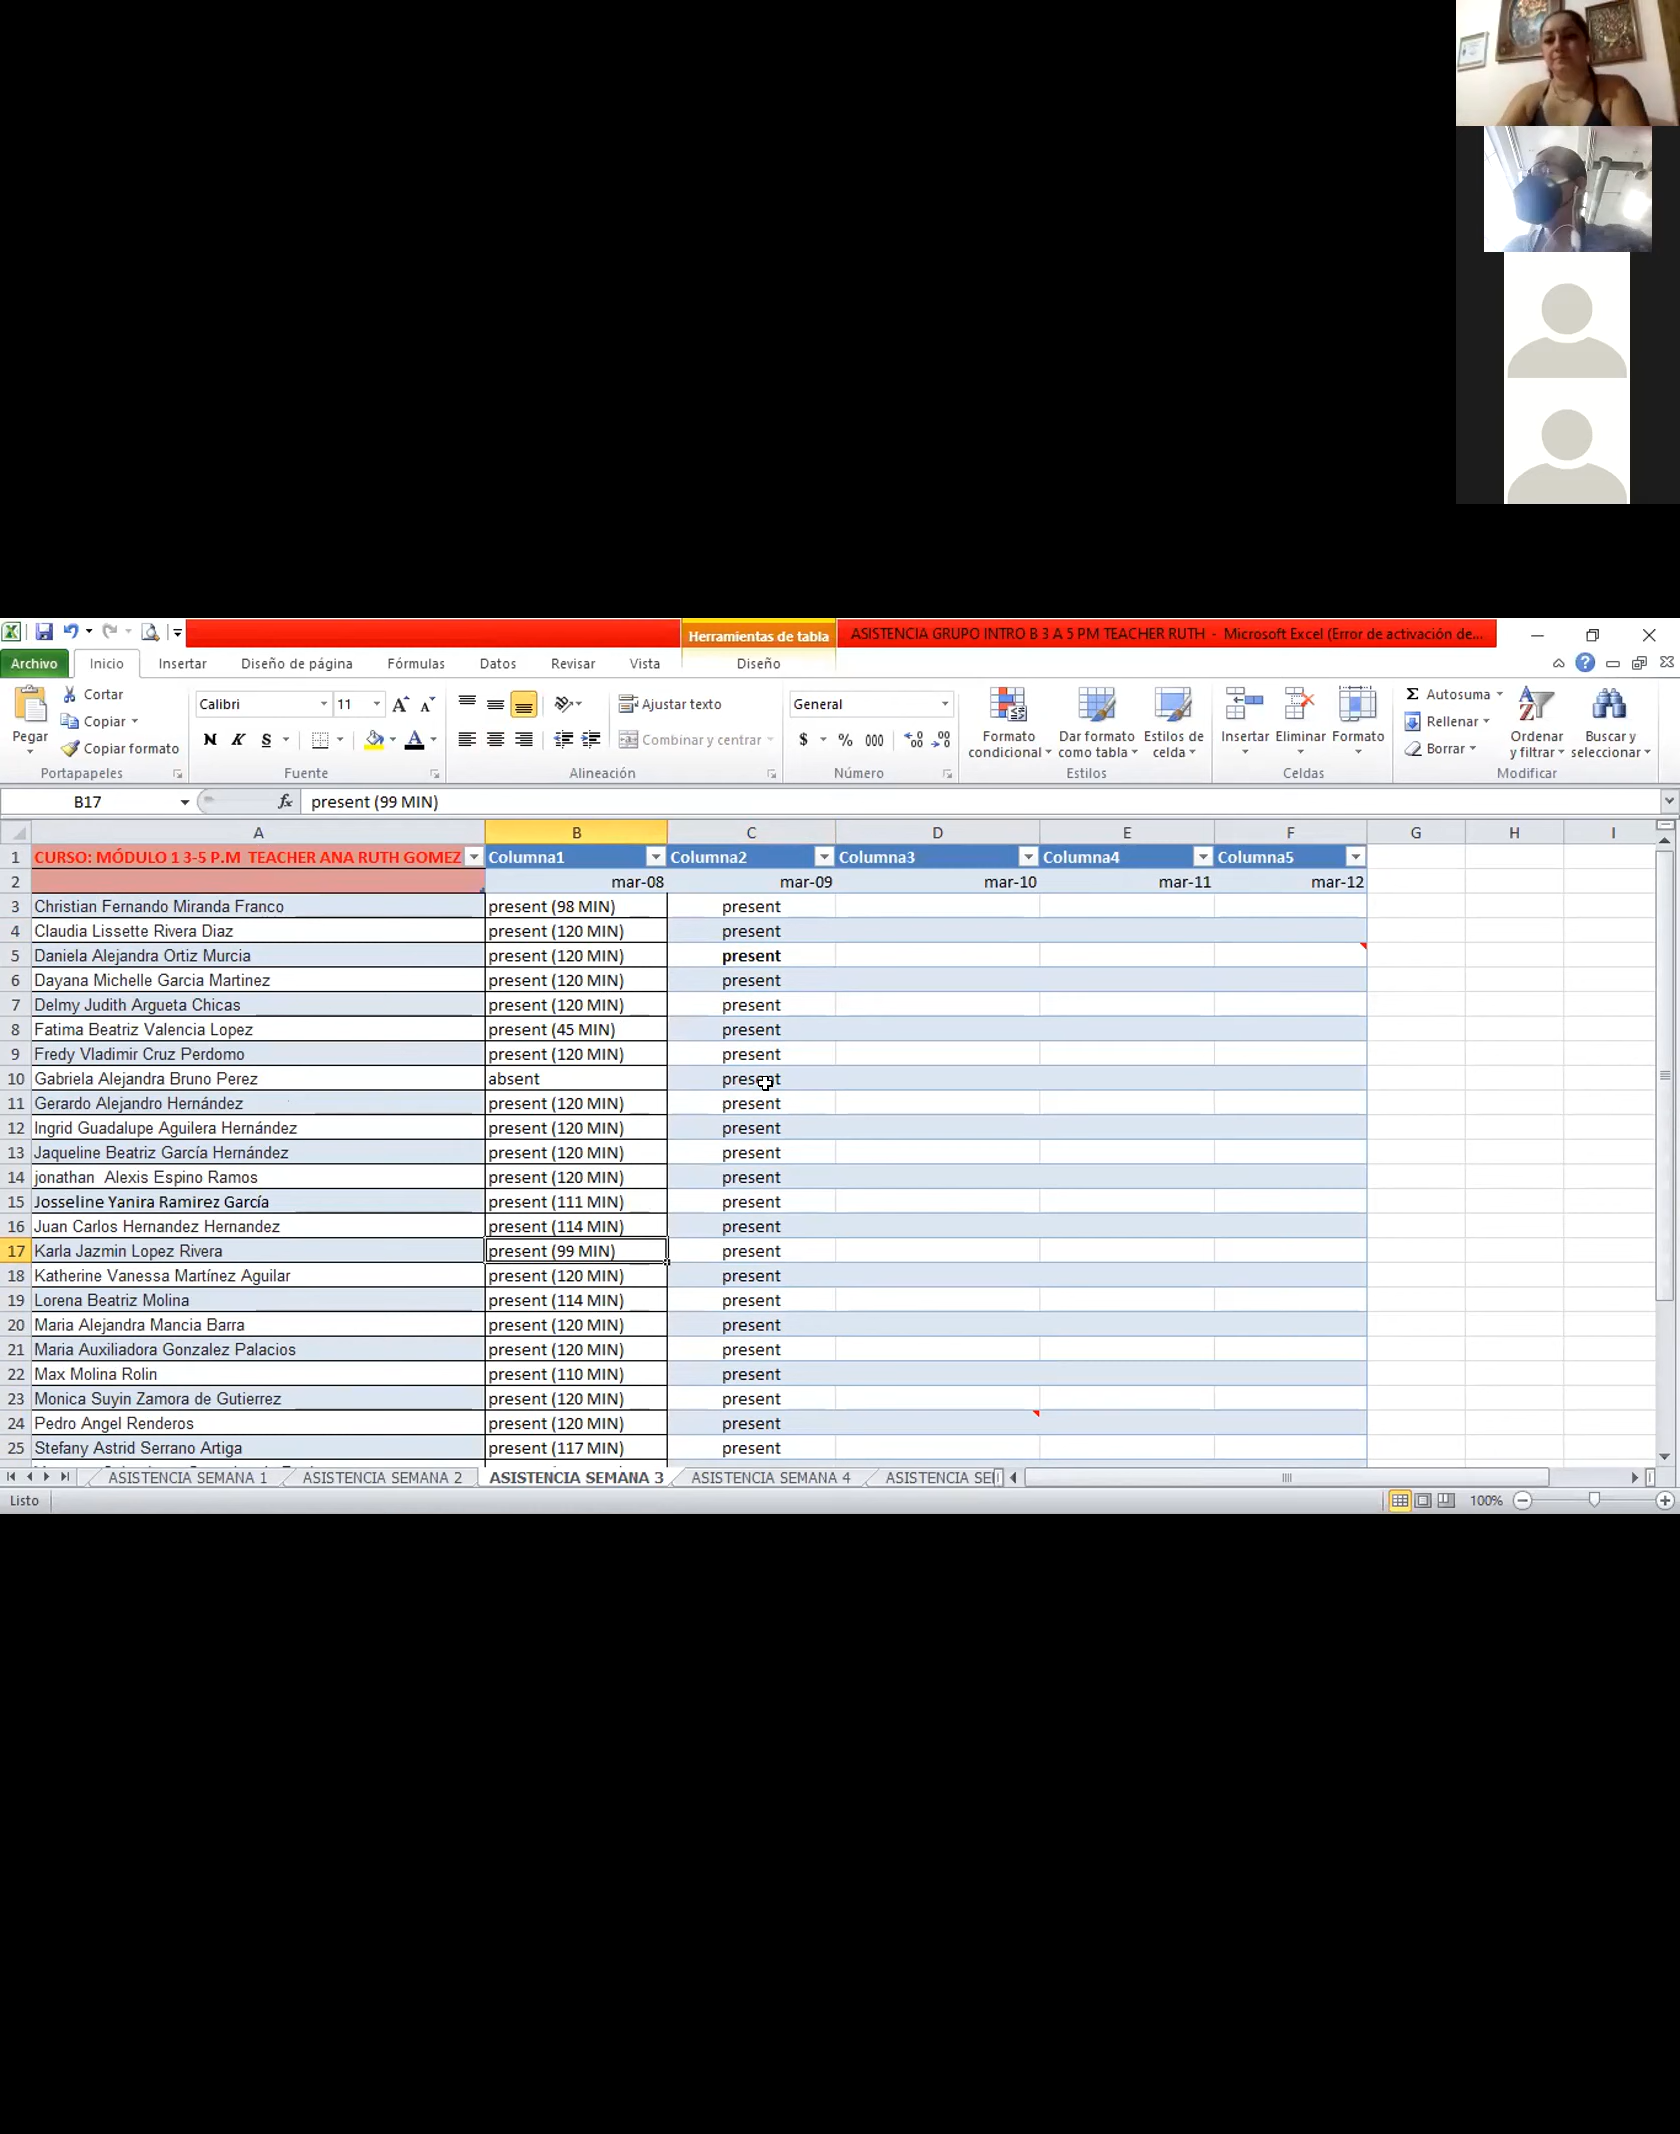 Herramientas de tabla
ASISTENCIA GRUPO INTRO B 3 A 5 PM TEACHER RUTH - Microsoft Excel (Error de activación de...
Archivo Inicio Insertar Diseño de página Fórmulas Datos Revisar Vista Diseño
Cortar
Copiar
Copiar formato
Pegar
Portapapeles
Calibri 11
N K S
Fuente
Ajustar texto
Combinar y centrar
Alineación
General
$ % 000
Número
Formato condicional
Dar formato como tabla
Estilos de celda
Estilos
Insertar Eliminar Formato
Celdas
Autosuma
Rellenar
Borrar
Ordenar y filtrar
Buscar y seleccionar
Modificar
B17 fx present (99 MIN)
A B C D E F G H I
1 CURSO: MÓDULO 1 3-5 P.M TEACHER ANA RUTH GOMEZ Columna1 Columna2 Columna3 Columna4 Columna5
2 mar-08 mar-09 mar-10 mar-11 mar-12
3 Christian Fernando Miranda Franco present (98 MIN) present
4 Claudia Lissette Rivera Diaz present (120 MIN) present
5 Daniela Alejandra Ortiz Murcia present (120 MIN) present
6 Dayana Michelle Garcia Martinez present (120 MIN) present
7 Delmy Judith Argueta Chicas present (120 MIN) present
8 Fatima Beatriz Valencia Lopez present (45 MIN) present
9 Fredy Vladimir Cruz Perdomo present (120 MIN) present
10 Gabriela Alejandra Bruno Perez absent present
11 Gerardo Alejandro Hernández present (120 MIN) present
12 Ingrid Guadalupe Aguilera Hernández present (120 MIN) present
13 Jaqueline Beatriz García Hernández present (120 MIN) present
14 jonathan Alexis Espino Ramos present (120 MIN) present
15 Josseline Yanira Ramirez García present (111 MIN) present
16 Juan Carlos Hernandez Hernandez present (114 MIN) present
17 Karla Jazmin Lopez Rivera present (99 MIN) present
18 Katherine Vanessa Martínez Aguilar present (120 MIN) present
19 Lorena Beatriz Molina present (114 MIN) present
20 Maria Alejandra Mancia Barra present (120 MIN) present
21 Maria Auxiliadora Gonzalez Palacios present (120 MIN) present
22 Max Molina Rolin present (110 MIN) present
23 Monica Suyin Zamora de Gutierrez present (120 MIN) present
24 Pedro Angel Renderos present (120 MIN) present
25 Stefany Astrid Serrano Artiga present (117 MIN) present
ASISTENCIA SEMANA 1 ASISTENCIA SEMANA 2 ASISTENCIA SEMANA 3 ASISTENCIA SEMANA 4 ASISTENCIA SE
Listo 100%